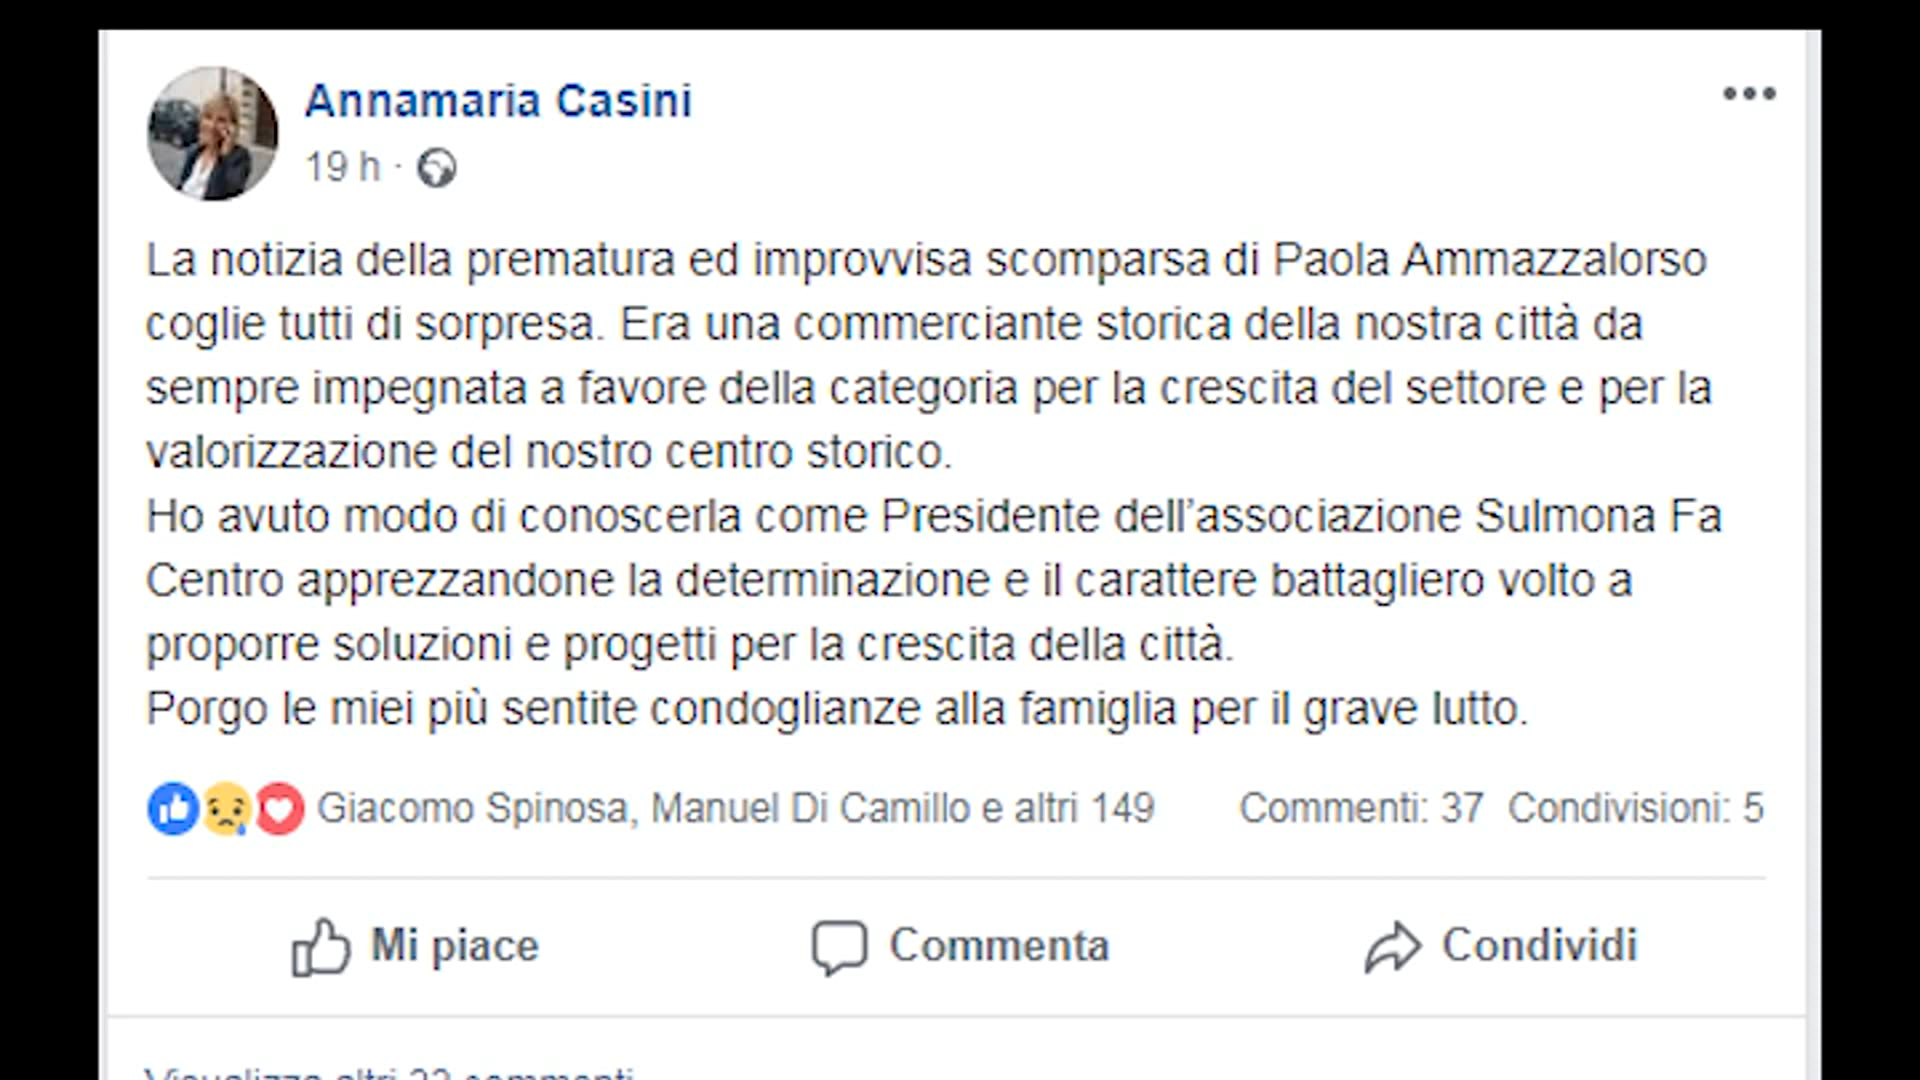 Annamaria Casini
19 h ·
La notizia della prematura ed improvvisa scomparsa di Paola Ammazzalorso
coglie tutti di sorpresa. Era una commerciante storica della nostra città da
sempre impegnata a favore della categoria per la crescita del settore e per la
valorizzazione del nostro centro storico.
Ho avuto modo di conoscerla come Presidente dell’associazione Sulmona Fa
Centro apprezzandone la determinazione e il carattere battagliero volto a
proporre soluzioni e progetti per la crescita della città.
Porgo le miei più sentite condoglianze alla famiglia per il grave lutto.
Giacomo Spinosa, Manuel Di Camillo e altri 149 Commenti: 37 Condivisioni: 5
Mi piace Commenta Condividi
Visualizza altri 33 commenti